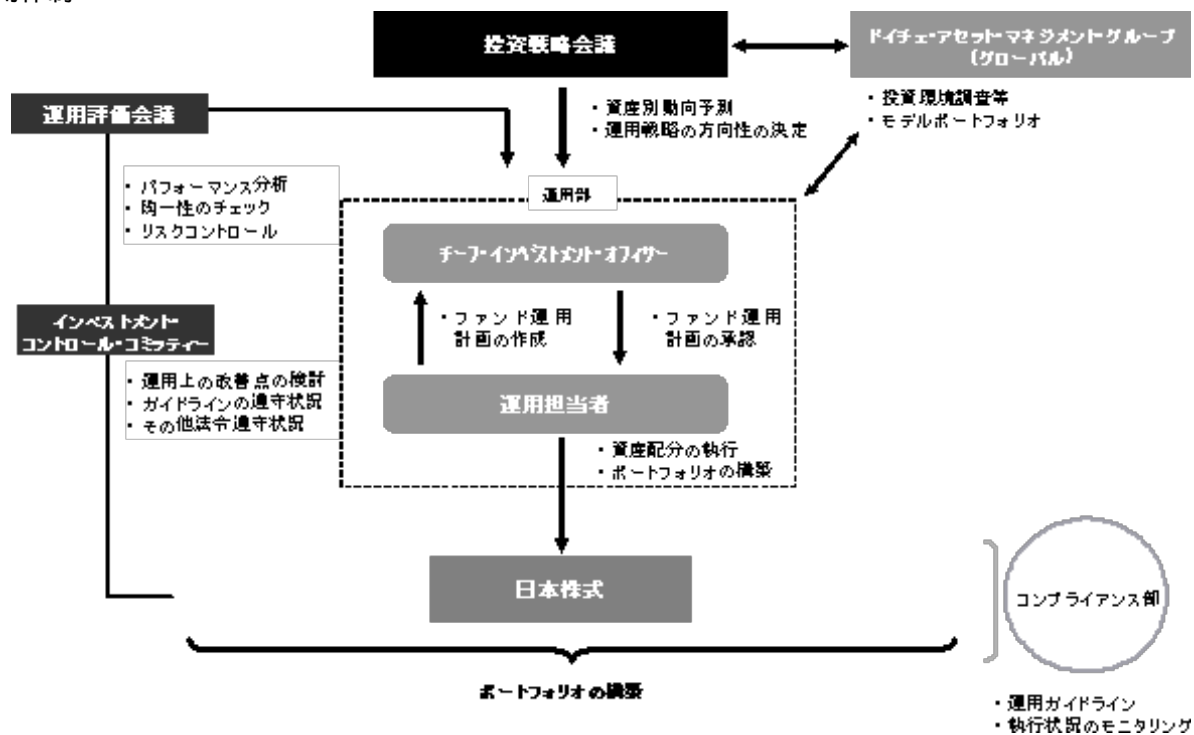 投資戦略会議
ドイチェ・アセット・マネジメント・グループ
(グローバル)
・投資環境調査等
・モデルポートフォリオ
・資産別動向予測
・運用戦略の方向性の決定
運用評価会議
・パフォーマンス分析
・均一性のチェック
・リスクコントロール
運用部
チーフ・インベストメント・オフィサー
・ファンド運用
計画の作成
・ファンド運用
計画の承認
インベストメント・
コントロール・コミッティー
・運用上の改善点の検討
・ガイドラインの遵守状況
・その他法令遵守状況
運用担当者
・資産配分の執行
・ポートフォリオの構築
日本株式
コンプライアンス部
ポートフォリオの構築
・運用ガイドライン
・執行状況のモニタリング